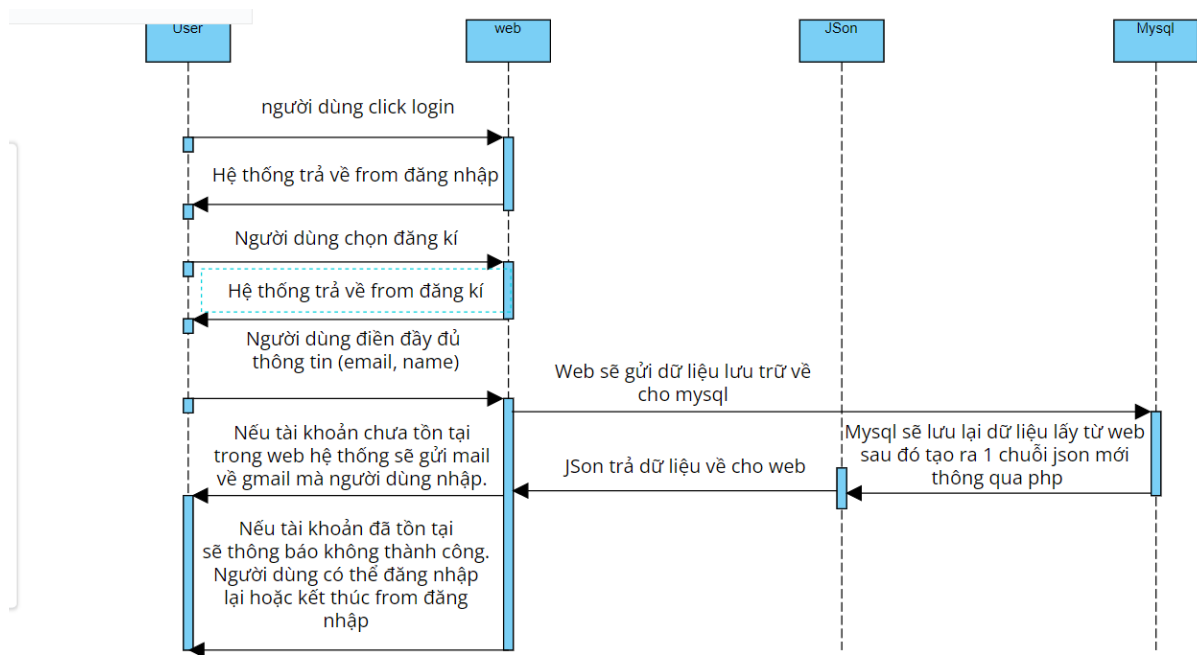 User
web
JSon
Mysql
người dùng click login
Hệ thống trả về from đăng nhập
Người dùng chọn đăng kí
Hệ thống trả về from đăng kí
Người dùng điền đầy đủ
thông tin (email, name)
Web sẽ gửi dữ liệu lưu trữ về
cho mysql
Mysql sẽ lưu lại dữ liệu lấy từ web
sau đó tạo ra 1 chuỗi json mới
thông qua php
JSon trả dữ liệu về cho web
Nếu tài khoản chưa tồn tại
trong web hệ thống sẽ gửi mail
về gmail mà người dùng nhập.
Nếu tài khoản đã tồn tại
sẽ thông báo không thành công.
Người dùng có thể đăng nhập
lại hoặc kết thúc from đăng
nhập